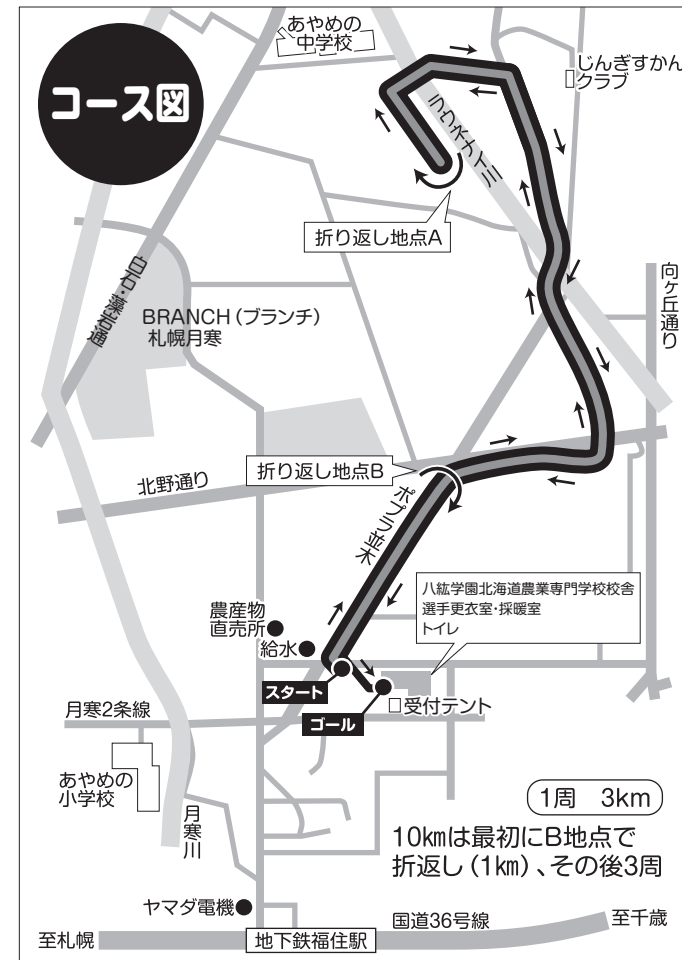 コース図
あやめの
中学校
じんぎすかん
クラブ
ラウネナイ川
折り返し地点A
向ヶ丘通り
白石・藻岩通
BRANCH（ブランチ）
札幌月寒
折り返し地点B
北野通り
ポプラ並木
八紘学園北海道農業専門学校校舎
選手更衣室・採暖室
トイレ
農産物
直売所
給水
スタート
ゴール
受付テント
月寒2条線
あやめの
小学校
月寒川
1周　3km
10㎞は最初にB地点で
折返し（1㎞）、その後3周
ヤマダ電機
国道36号線
至千歳
至札幌
地下鉄福住駅